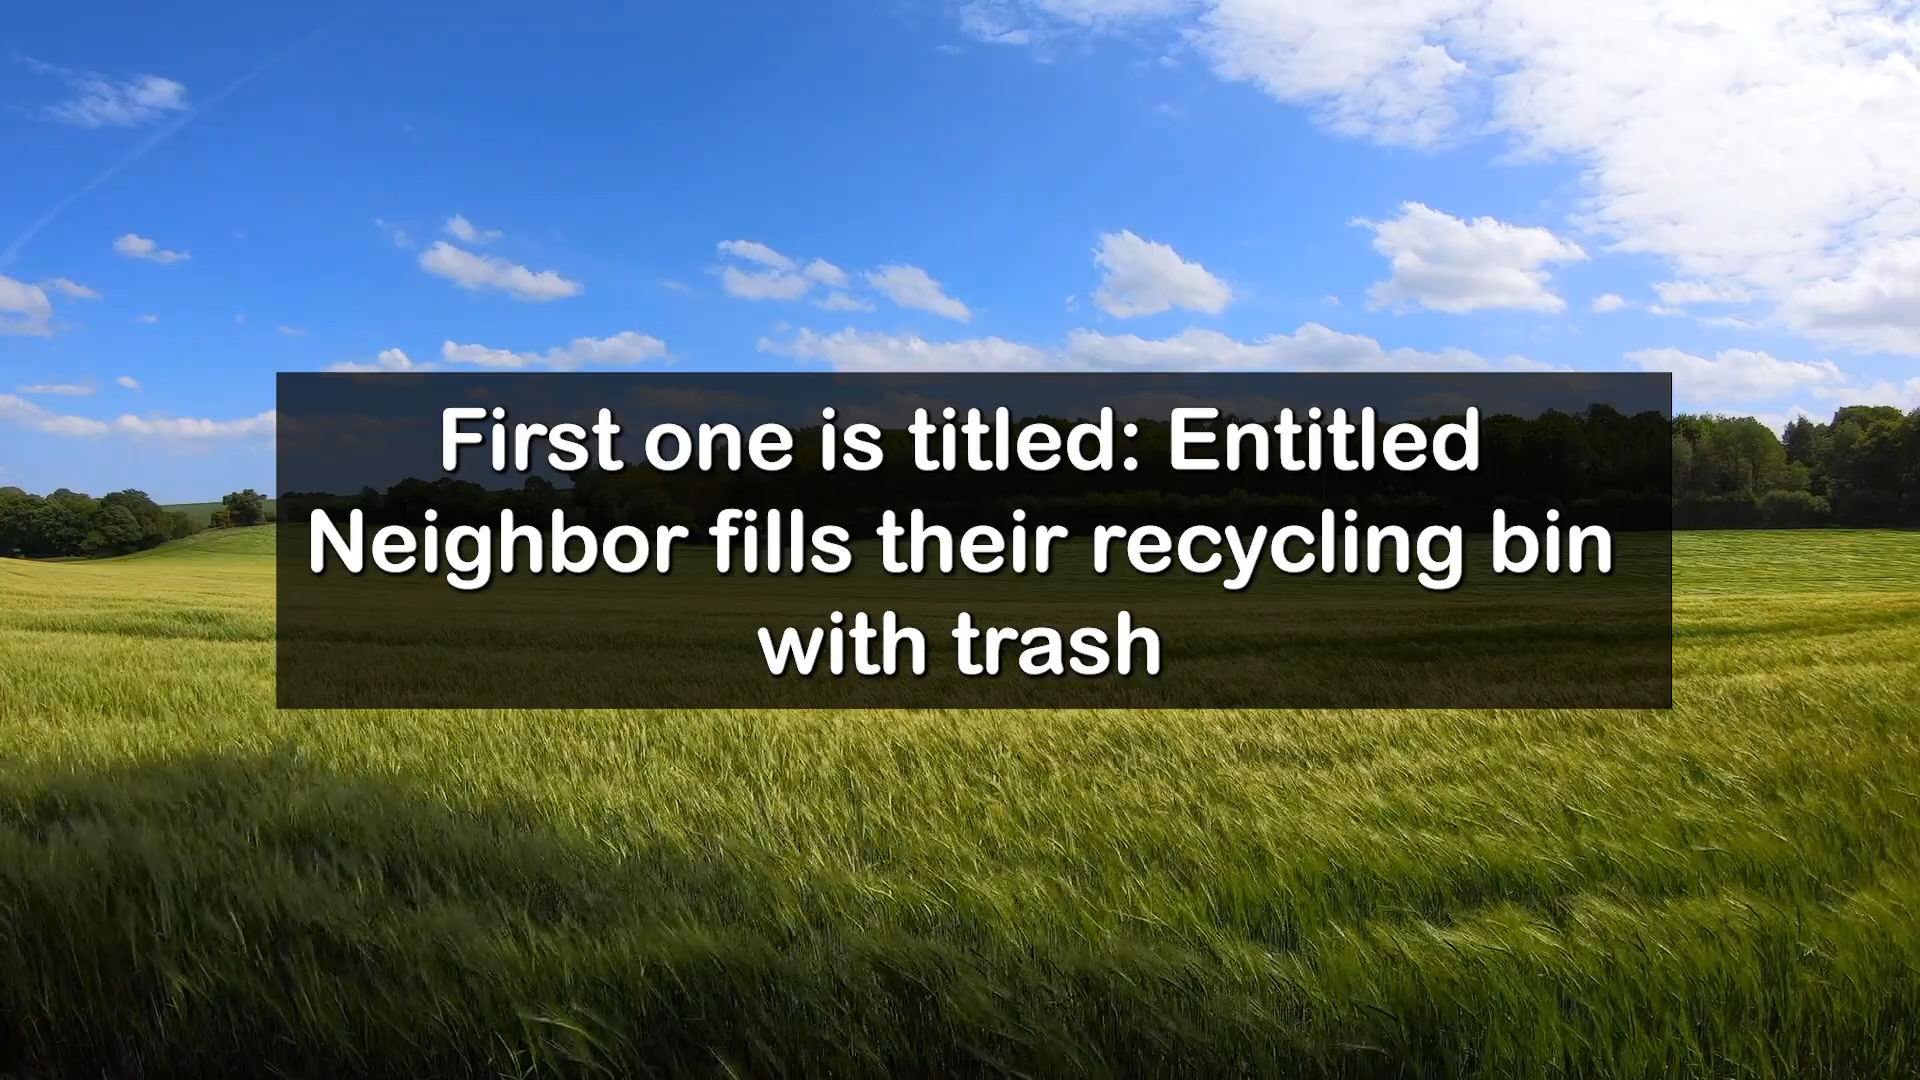 First one is titled: Entitled
Neighbor fills their recycling bin
with trash